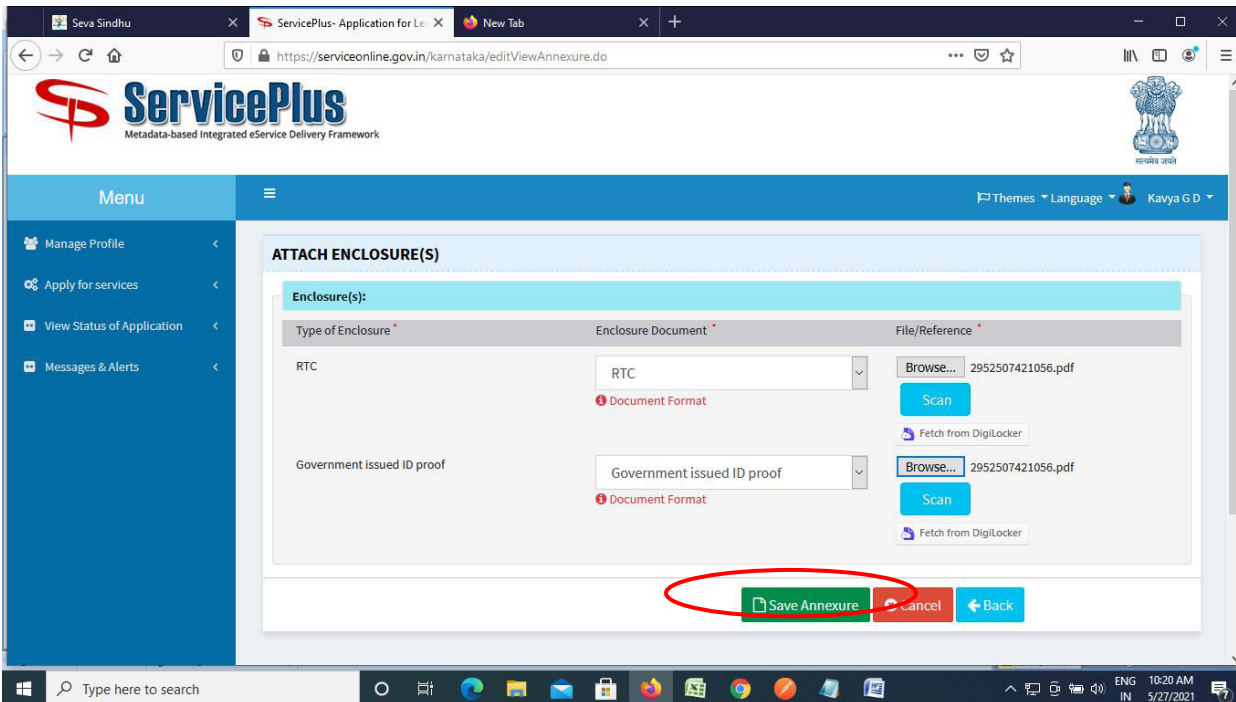 Seva Sindhu
ServicePlus- Application for Le
New Tab
https://serviceonline.gov.in/karnataka/editViewAnnexure.do
ServicePlus
Metadata-based Integrated eService Delivery Framework
सत्यमेव जयते
Menu
Themes
Language
Kavya G D
Manage Profile
Apply for services
View Status of Application
Messages & Alerts
ATTACH ENCLOSURE(S)
Enclosure(s):
Type of Enclosure * Enclosure Document * File/Reference *
RTC RTC Browse... 2952507421056.pdf
Document Format Scan
Fetch from DigiLocker
Government issued ID proof Government issued ID proof Browse... 2952507421056.pdf
Document Format Scan
Fetch from DigiLocker
Save Annexure Cancel Back
Type here to search
ENG 10:20 AM
IN 5/27/2021
7